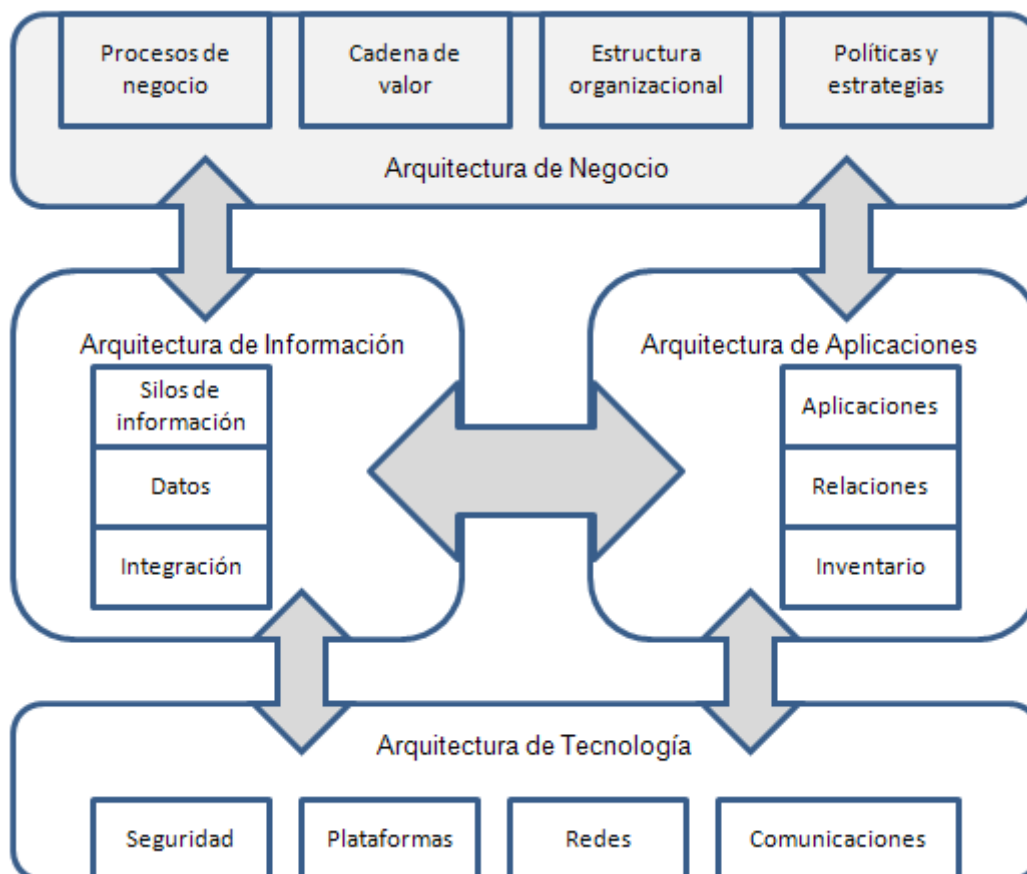 Procesos de
negocio
Cadena de
valor
Estructura
organizacional
Políticas y
estrategias
Arquitectura de Negocio
Arquitectura de Información
Silos de
información
Datos
Integración
Arquitectura de Aplicaciones
Aplicaciones
Relaciones
Inventario
Arquitectura de Tecnología
Seguridad
Plataformas
Redes
Comunicaciones